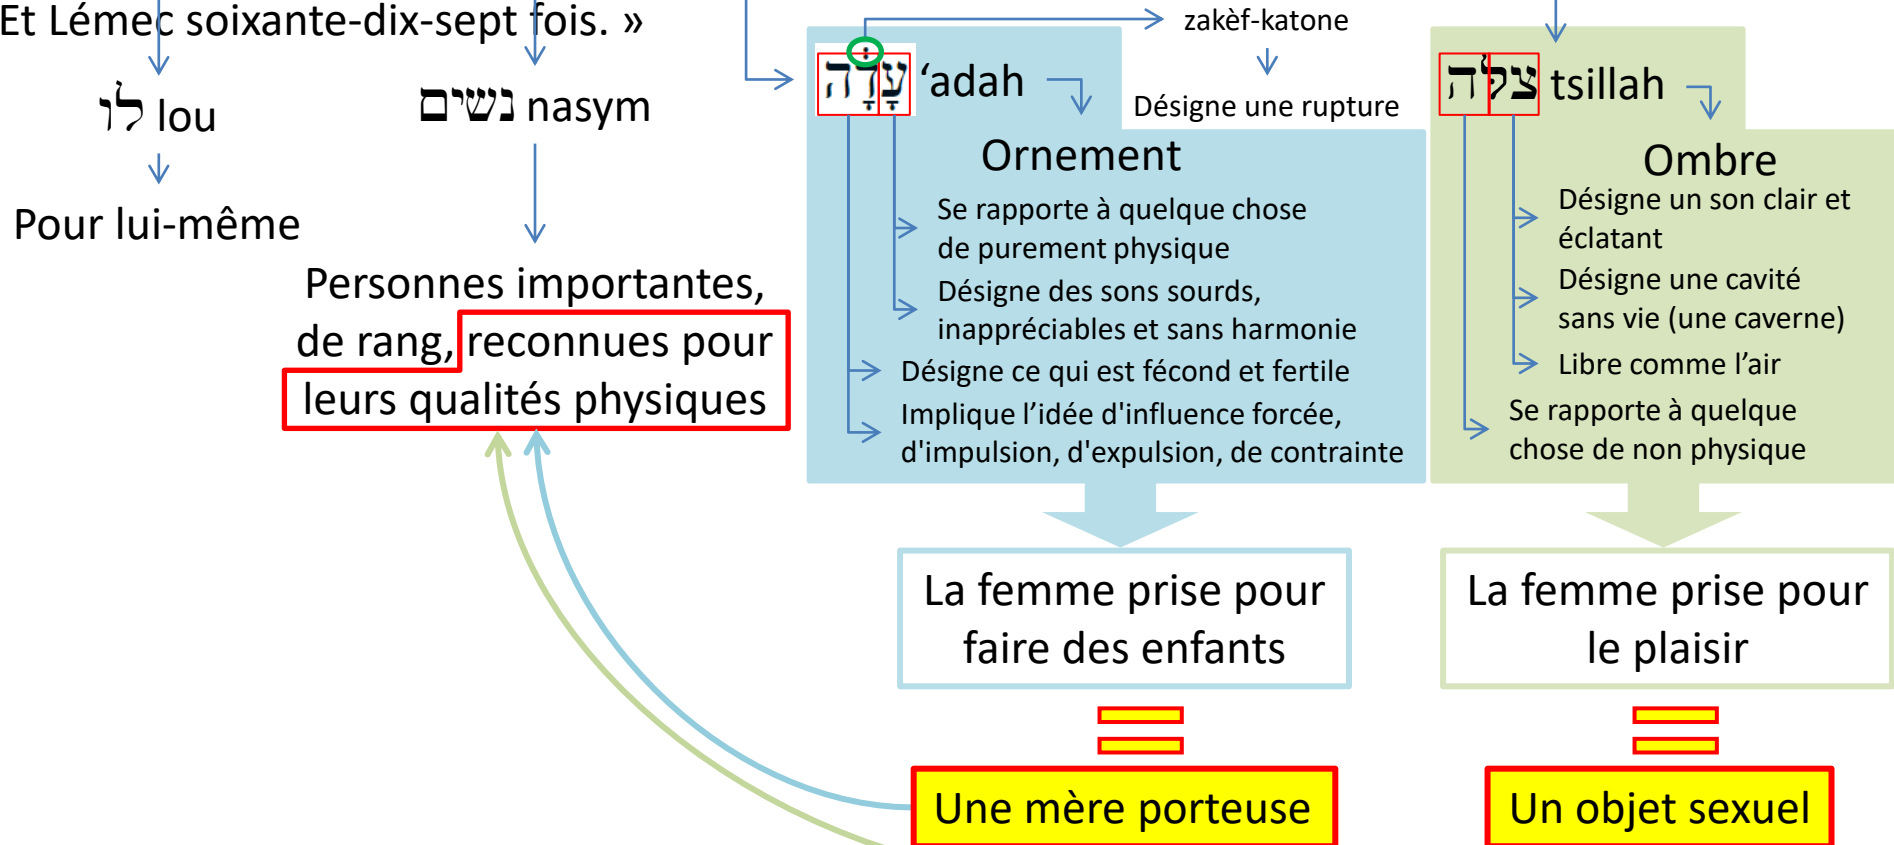 Et Lémec soixante-dix-sept fois. »
לו lou
Pour lui-même
נשים nasym
Personnes importantes,
de rang, reconnues pour
leurs qualités physiques
zakèf-katone
Désigne une rupture
עָדָ֔ה ‘adah
Ornement
Se rapporte à quelque chose
de purement physique
Désigne des sons sourds,
inappréciables et sans harmonie
Désigne ce qui est fécond et fertile
Implique l’idée d'influence forcée,
d'impulsion, d'expulsion, de contrainte
La femme prise pour
faire des enfants
Une mère porteuse
צלה tsillah
Ombre
Désigne un son clair et
éclatant
Désigne une cavité
sans vie (une caverne)
Libre comme l’air
Se rapporte à quelque
chose de non physique
La femme prise pour
le plaisir
Un objet sexuel